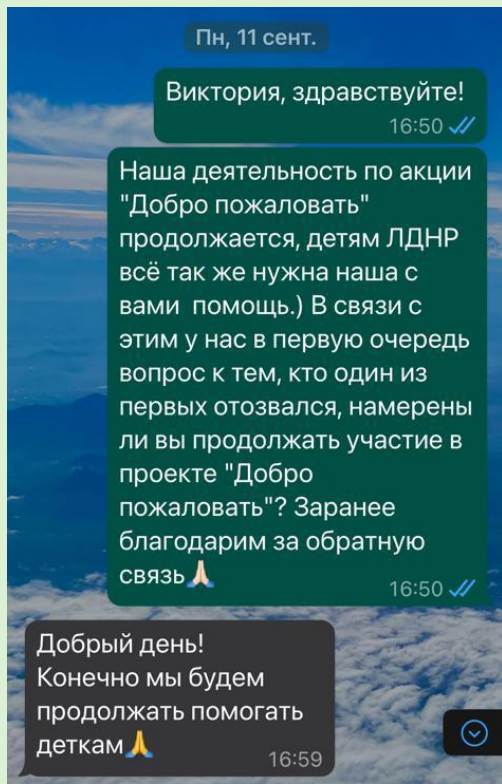 Пн, 11 сент.
Виктория, здравствуйте!
16:50
Наша деятельность по акции
"Добро пожаловать"
продолжается, детям ЛДНР
всё так же нужна наша с
вами помощь.) В связи с
этим у нас в первую очередь
вопрос к тем, кто один из
первых отозвался, намерены
ли вы продолжать участие в
проекте "Добро
пожаловать"? Заранее
благодарим за обратную
связь🙏🏻
16:50
Добрый день!
Конечно мы будем
продолжать помогать
деткам🙏
16:59